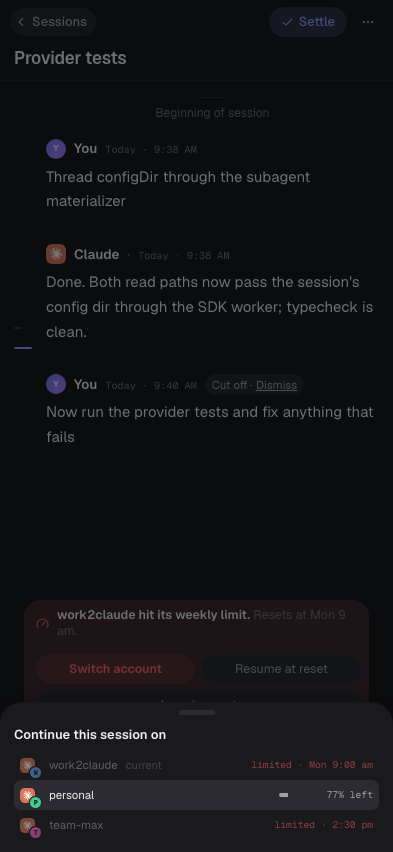 Sessions
Settle
Provider tests
Beginning of session
Y You Today · 9:38 AM
Thread configDir through the subagent
materializer
Claude · Today · 9:38 AM
Done. Both read paths now pass the session's
config dir through the SDK worker; typecheck is
clean.
Y You Today · 9:40 AM Cut off · Dismiss
Now run the provider tests and fix anything that
fails
work2claude hit its weekly limit. Resets at Mon 9
am.
Switch account
Resume at reset
Continue this session on
W work2claude current limited · Mon 9:00 am
P personal 77% left
T team-max limited · 2:30 pm